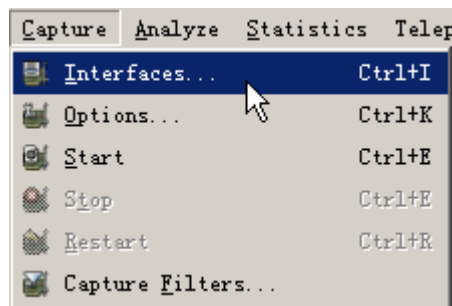 Capture Analyze Statistics Telep
Interfaces... Ctrl+I
Options... Ctrl+K
Start Ctrl+E
Stop Ctrl+E
Restart Ctrl+R
Capture Filters...